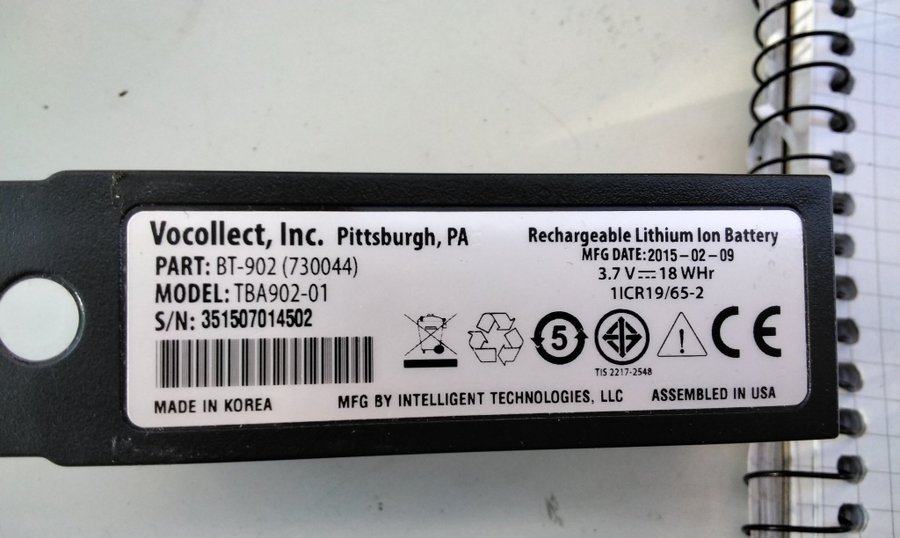 Vocollect, Inc. Pittsburgh, PA
PART: BT-902 (730044)
MODEL: TBA902-01
S/N: 351507014502
Rechargeable Lithium Ion Battery
MFG DATE: 2015-02-09
3.7 V⎓18 WHr
1ICR19/65-2
5
TIS 2217-2548
CE
MADE IN KOREA
MFG BY INTELLIGENT TECHNOLOGIES, LLC
ASSEMBLED IN USA